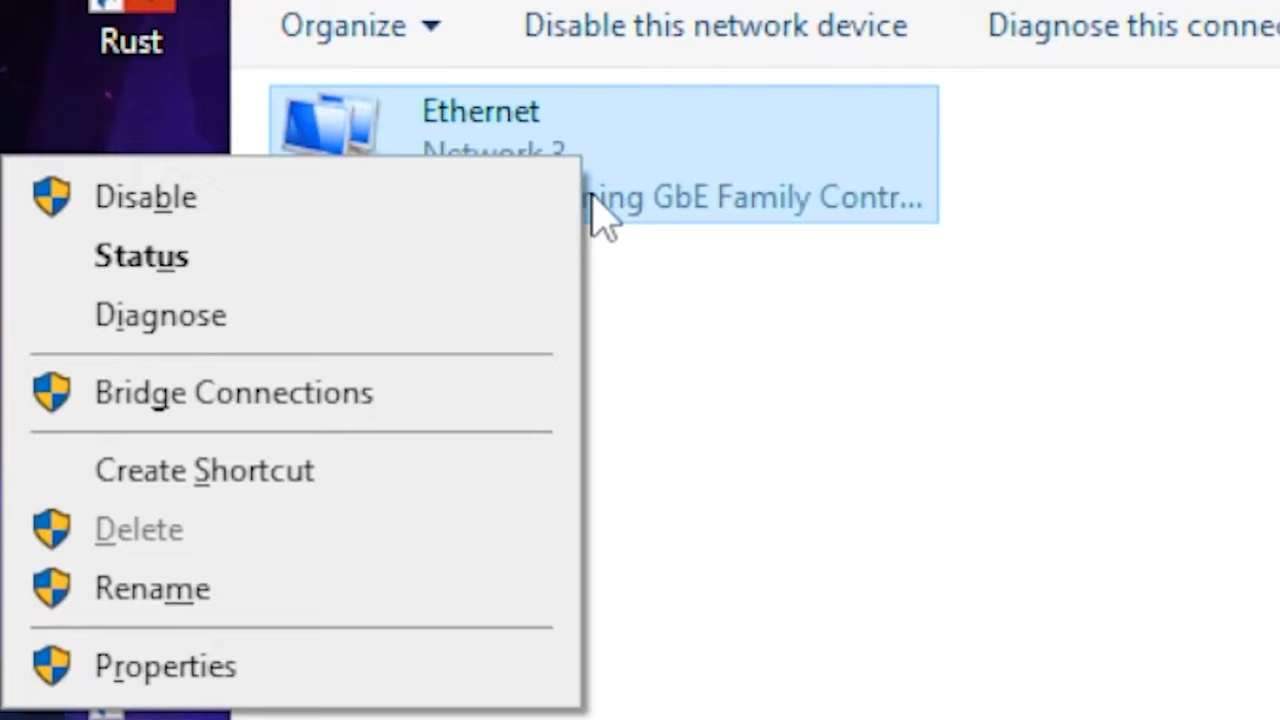 Rust
Organize
Disable this network device
Diagnose this conne
Ethernet
Network 3
ing GbE Family Contr...
Disable
Status
Diagnose
Bridge Connections
Create Shortcut
Delete
Rename
Properties